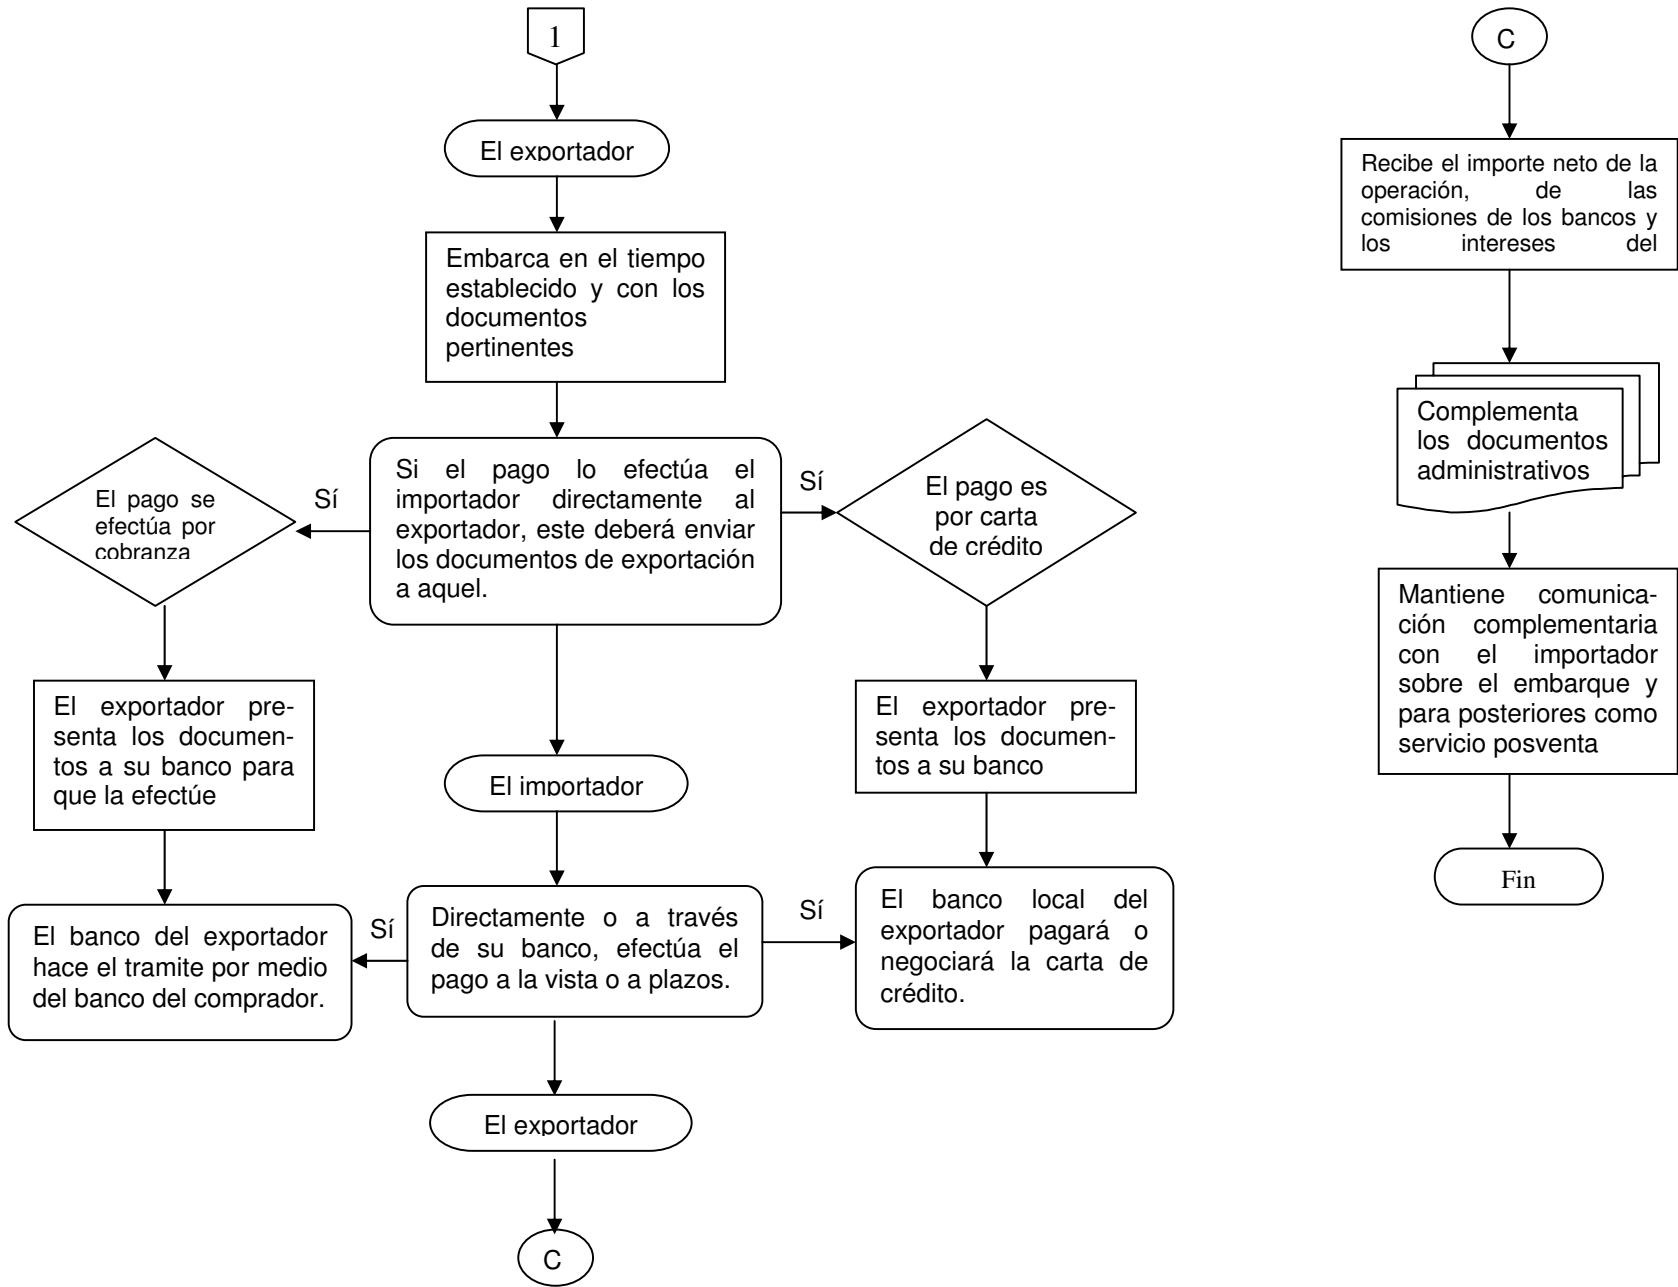 1
El exportador
Embarca en el tiempo
establecido y con los
documentos
pertinentes
El pago se
efectúa por
cobranza
Sí
Si el pago lo efectúa el
importador directamente al
exportador, este deberá enviar
los documentos de exportación
a aquel.
Sí
El pago es
por carta
de crédito
El exportador pre-
senta los documen-
tos a su banco para
que la efectúe
El importador
El exportador pre-
senta los documen-
tos a su banco
El banco del exportador
hace el tramite por medio
del banco del comprador.
Sí
Directamente o a través
de su banco, efectúa el
pago a la vista o a plazos.
Sí
El banco local del
exportador pagará o
negociará la carta de
crédito.
El exportador
C
C
Recibe el importe neto de la
operación, de las
comisiones de los bancos y
los intereses del
Complementa
los documentos
administrativos
Mantiene comunica-
ción complementaria
con el importador
sobre el embarque y
para posteriores como
servicio posventa
Fin